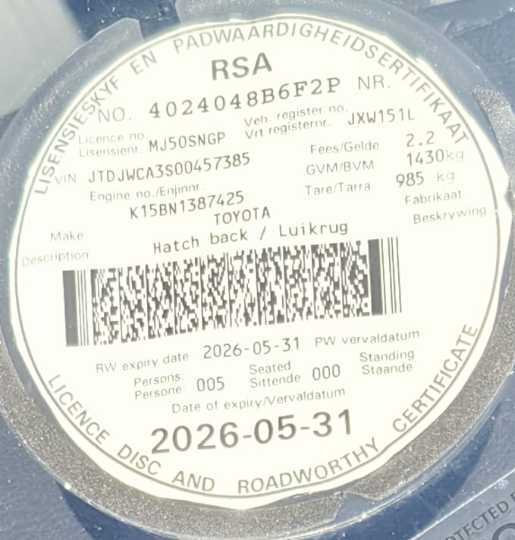 LISENSIESKYF EN PADWAARDIGHEIDSERTIFIKAAT
RSA
NO. 4024048B6F2P NR.
Licence no. Veh. register no.
Lisensienr. MJ50SNGP Vrt registernr. JXW151L
VIN JTDJWCA3S00457385 Fees/Gelde 2.2
Engine no./Enjinnr. GVM/BVM 1430kg
K15BN1387425 Tare/Tarra 985 kg
Make TOYOTA Fabrikaat
Description Hatch back / Luikrug Beskrywing
RW expiry date 2026-05-31 PW vervaldatum
Persons Seated Standing
Persone: 005 Sittende 000 Staande
Date of expiry/Vervaldatum
2026-05-31
LICENCE DISC AND ROADWORTHY CERTIFICATE